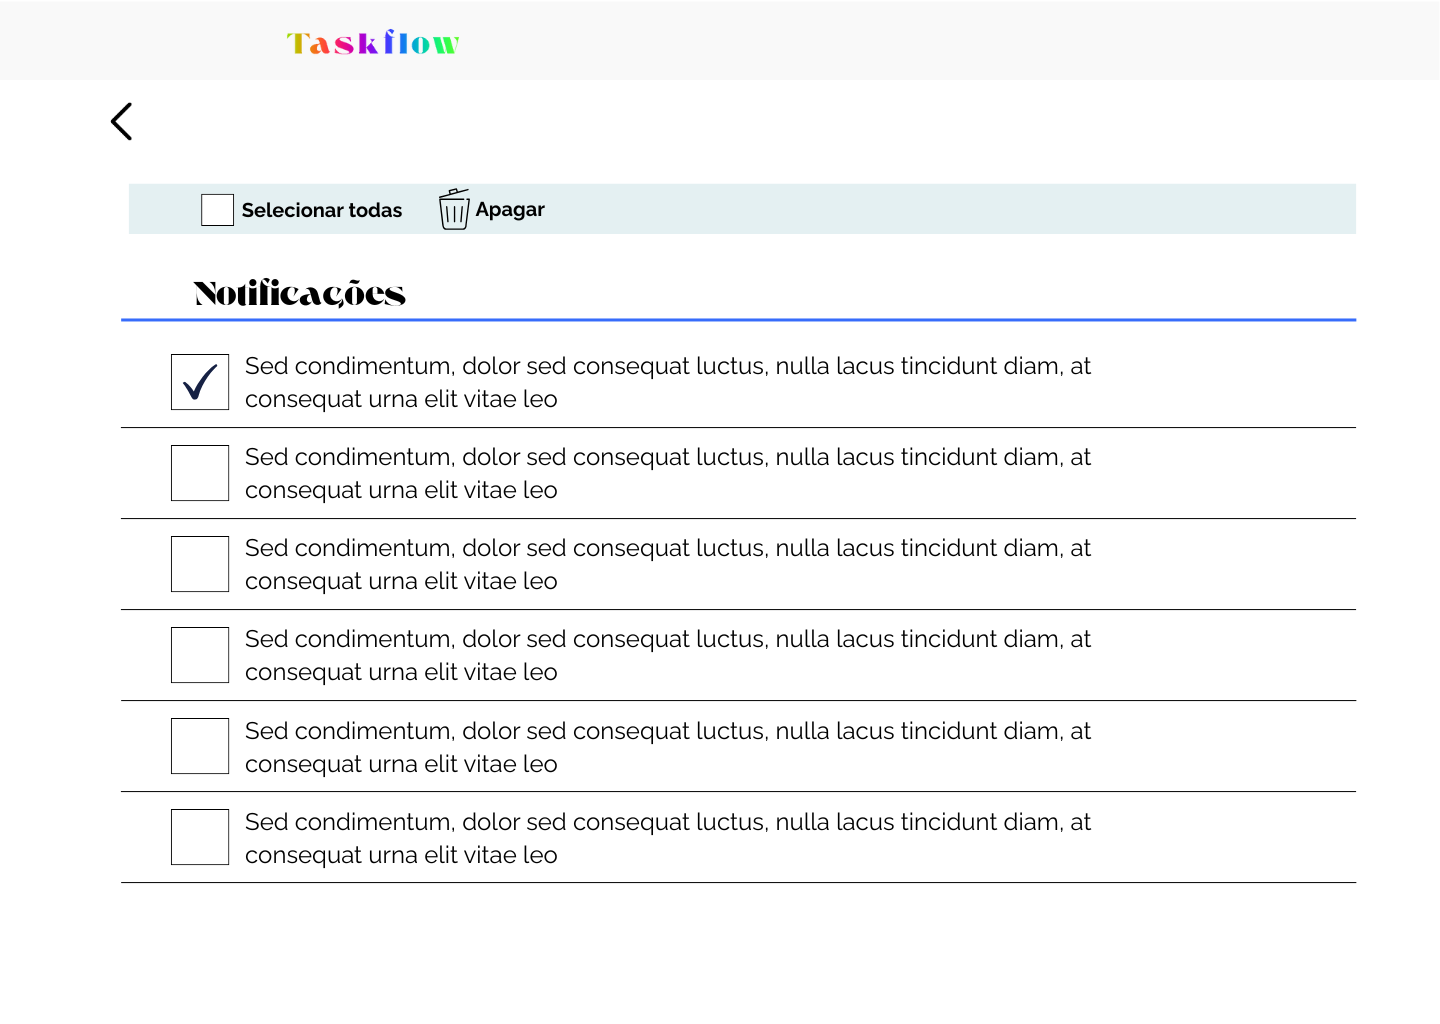 Taskflow
Selecionar todas Apagar
Notificações
Sed condimentum, dolor sed consequat luctus, nulla lacus tincidunt diam, at
consequat urna elit vitae leo
Sed condimentum, dolor sed consequat luctus, nulla lacus tincidunt diam, at
consequat urna elit vitae leo
Sed condimentum, dolor sed consequat luctus, nulla lacus tincidunt diam, at
consequat urna elit vitae leo
Sed condimentum, dolor sed consequat luctus, nulla lacus tincidunt diam, at
consequat urna elit vitae leo
Sed condimentum, dolor sed consequat luctus, nulla lacus tincidunt diam, at
consequat urna elit vitae leo
Sed condimentum, dolor sed consequat luctus, nulla lacus tincidunt diam, at
consequat urna elit vitae leo